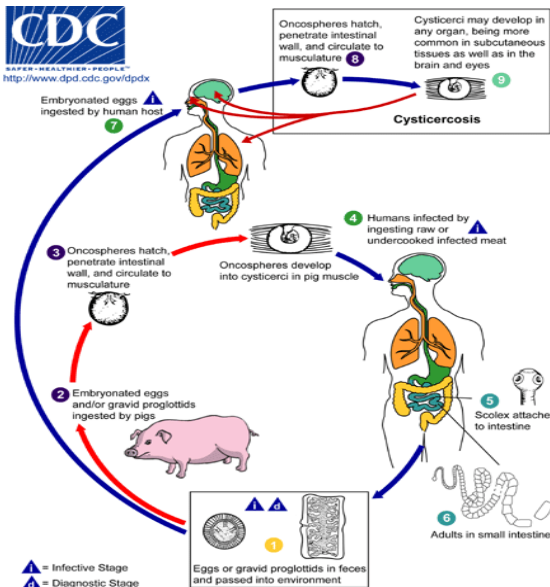 CDC
SAFER•HEALTHIER•PEOPLE™
http://www.dpd.cdc.gov/dpdx
Oncospheres hatch,
penetrate intestinal
wall, and circulate to
musculature 8
Cysticerci may develop in
any organ, being more
common in subcutaneous
tissues as well as in the
brain and eyes
9
Cysticercosis
Embryonated eggs i
ingested by human host
7
3 Oncospheres hatch,
penetrate intestinal
wall, and circulate to
musculature
Oncospheres develop
into cysticerci in pig muscle
4 Humans infected by
ingesting raw or
undercooked infected meat
i
2 Embryonated eggs
and/or gravid proglottids
ingested by pigs
5
Scolex attache
to intestine
6
Adults in small intestine
i d
1
Eggs or gravid proglottids in feces
and passed into environment
i = Infective Stage
d = Diagnostic Stage